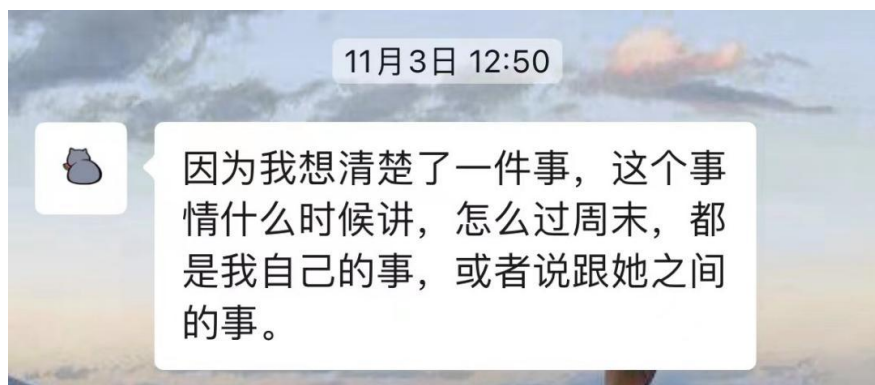 11月3日 12:50
因为我想清楚了一件事，这个事
情什么时候讲，怎么过周末，都
是我自己的事，或者说跟她之间
的事。